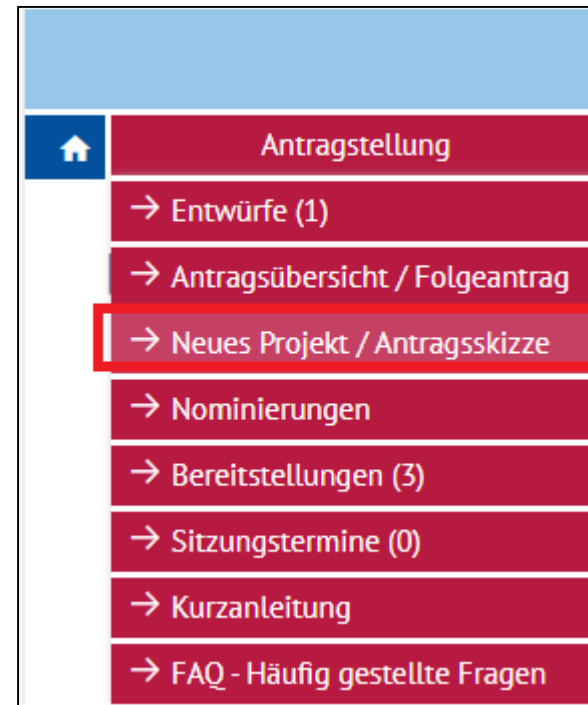 Antragstellung
→ Entwürfe (1)
→ Antragsübersicht / Folgeantrag
→ Neues Projekt / Antragsskizze
→ Nominierungen
→ Bereitstellungen (3)
→ Sitzungstermine (0)
→ Kurzanleitung
→ FAQ - Häufig gestellte Fragen